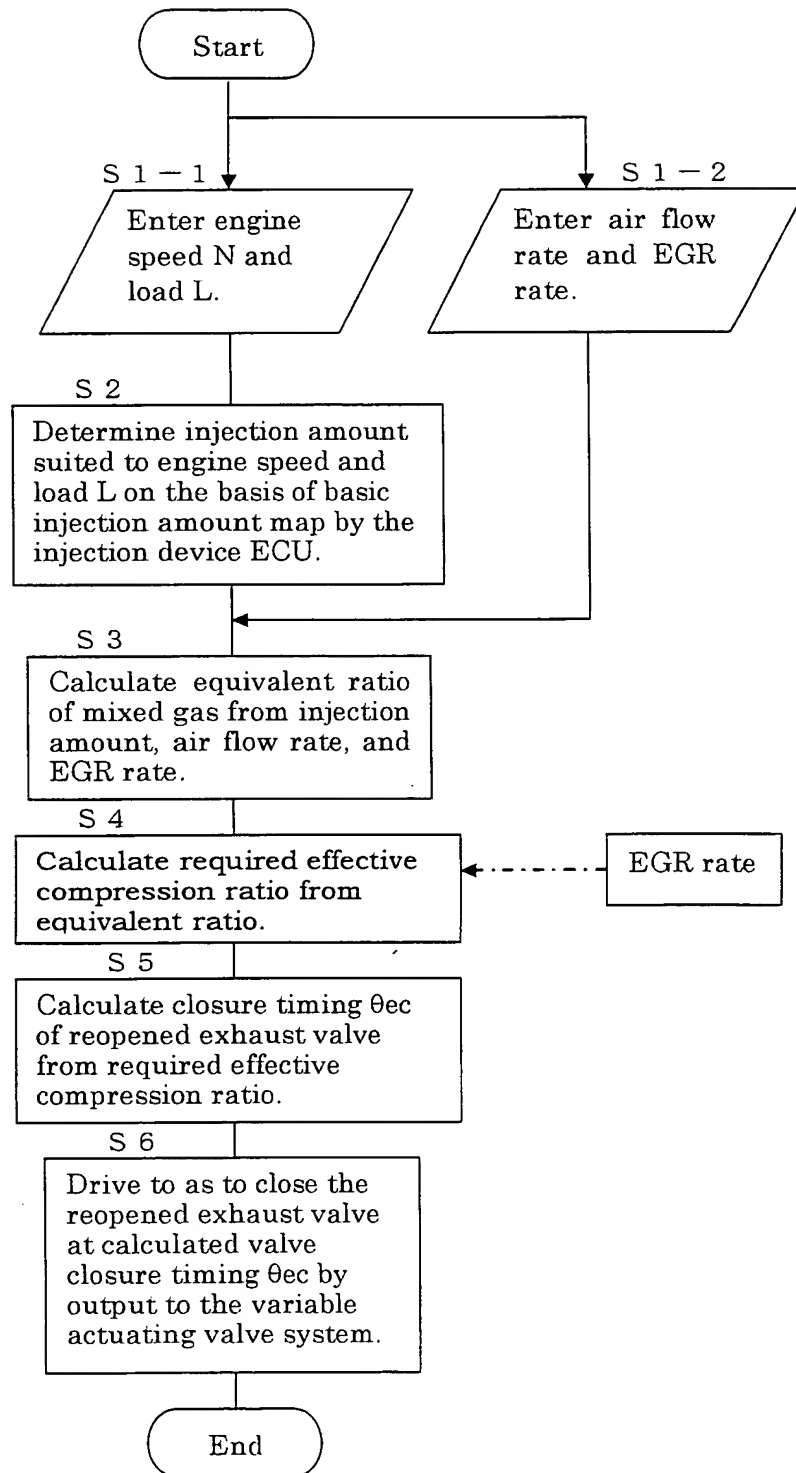 Start
S 1 － 1
Enter engine
speed N and
load L.
S 1 － 2
Enter air flow
rate and EGR
rate.
S 2
Determine injection amount
suited to engine speed and
load L on the basis of basic
injection amount map by the
injection device ECU.
S 3
Calculate equivalent ratio
of mixed gas from injection
amount, air flow rate, and
EGR rate.
S 4
Calculate required effective
compression ratio from
equivalent ratio.
EGR rate
S 5
Calculate closure timing θec
of reopened exhaust valve
from required effective
compression ratio.
S 6
Drive to as to close the
reopened exhaust valve
at calculated valve
closure timing θec by
output to the variable
actuating valve system.
End